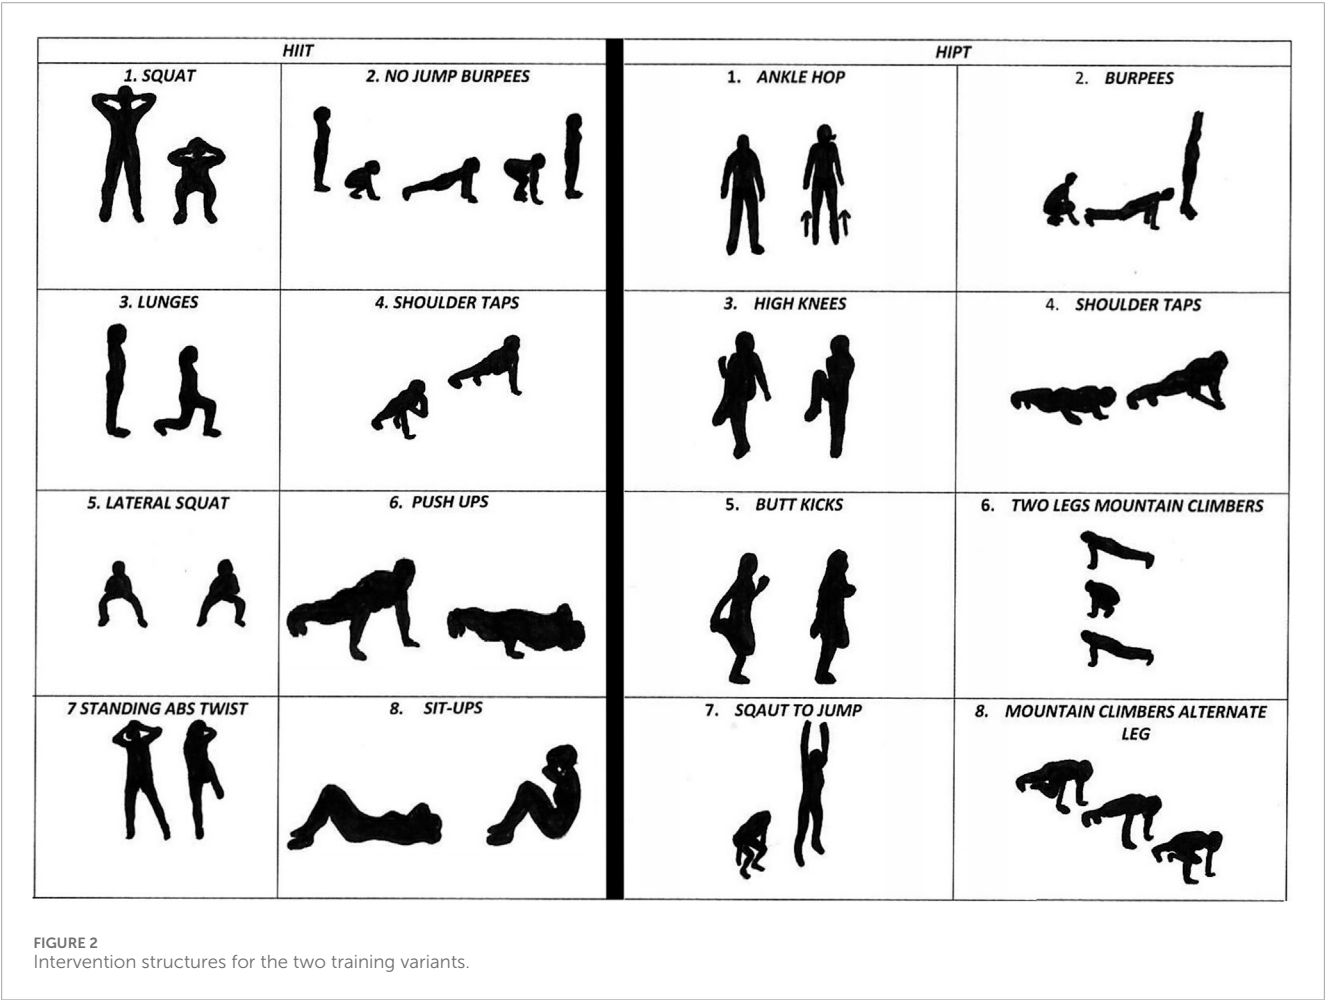 HIIT
HIPT
1. SQUAT
2. NO JUMP BURPEES
1. ANKLE HOP
2. BURPEES
3. LUNGES
4. SHOULDER TAPS
3. HIGH KNEES
4. SHOULDER TAPS
5. LATERAL SQUAT
6. PUSH UPS
5. BUTT KICKS
6. TWO LEGS MOUNTAIN CLIMBERS
7 STANDING ABS TWIST
8. SIT-UPS
7. SQAUT TO JUMP
8. MOUNTAIN CLIMBERS ALTERNATE
LEG
FIGURE 2
Intervention structures for the two training variants.